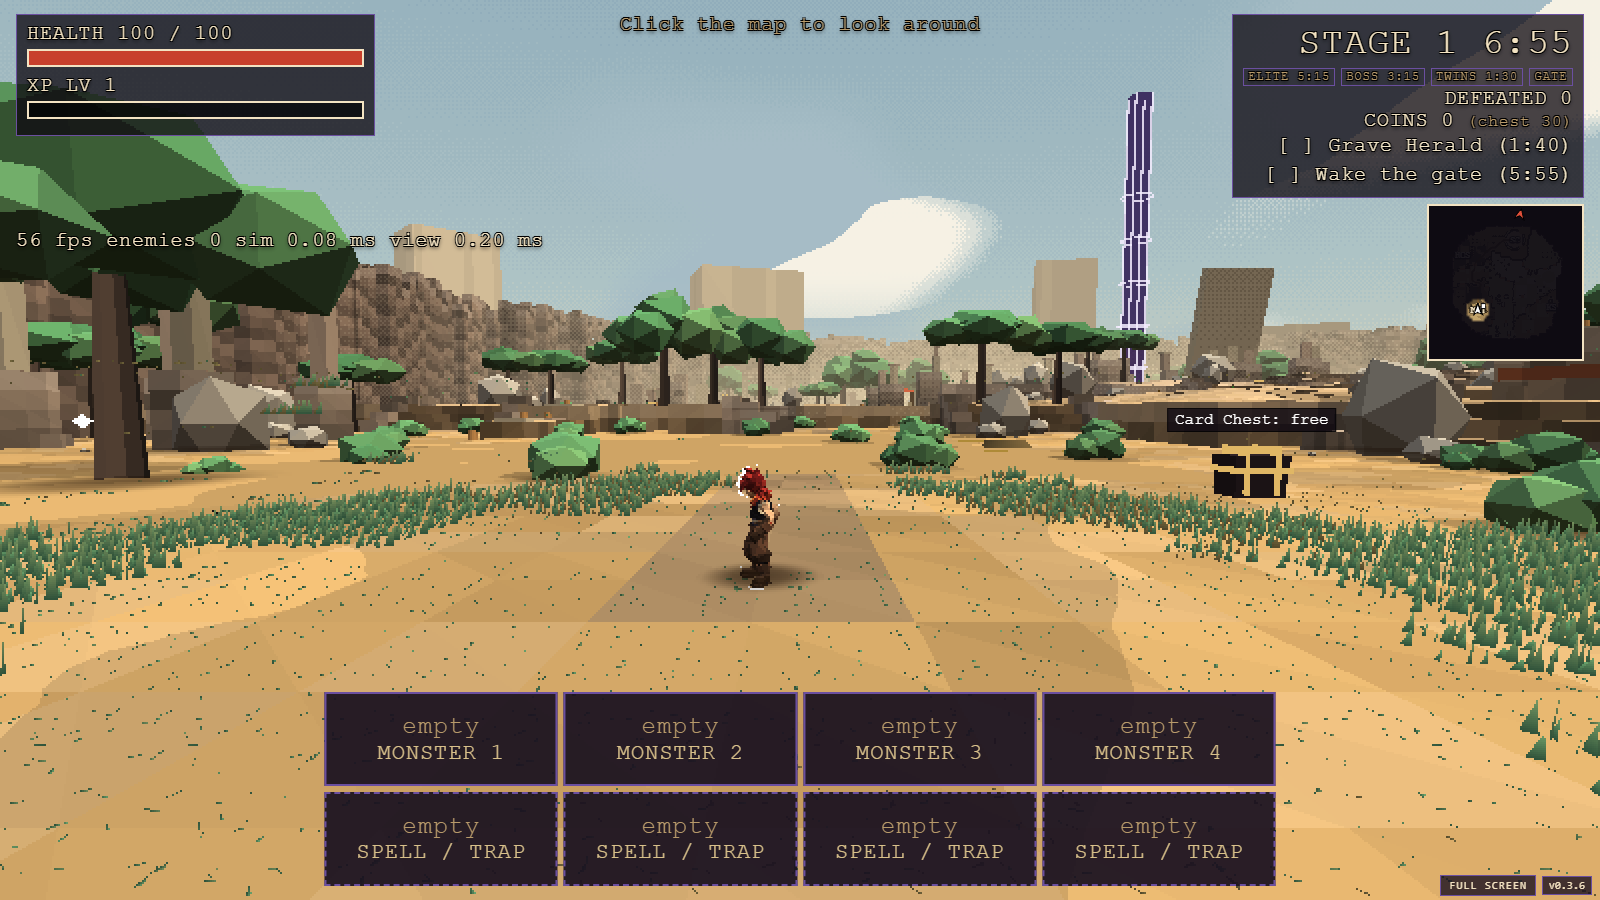 HEALTH 100 / 100
XP LV 1
Click the map to look around
STAGE 1 6:55
ELITE 5:15 BOSS 3:15 TWINS 1:30 GATE
DEFEATED 0
COINS 0 (chest 30)
[ ] Grave Herald (1:40)
[ ] Wake the gate (5:55)
56 fps enemies 0 sim 0.08 ms view 0.20 ms
Card Chest: free
empty
MONSTER 1
empty
MONSTER 2
empty
MONSTER 3
empty
MONSTER 4
empty
SPELL / TRAP
empty
SPELL / TRAP
empty
SPELL / TRAP
empty
SPELL / TRAP
FULL SCREEN
v0.3.6